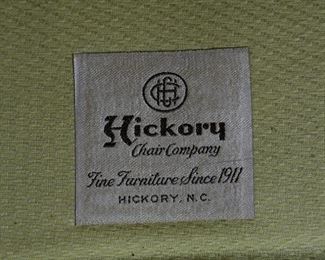 Hickory
Chair Company
Fine Furniture Since 1911
HICKORY, N.C.